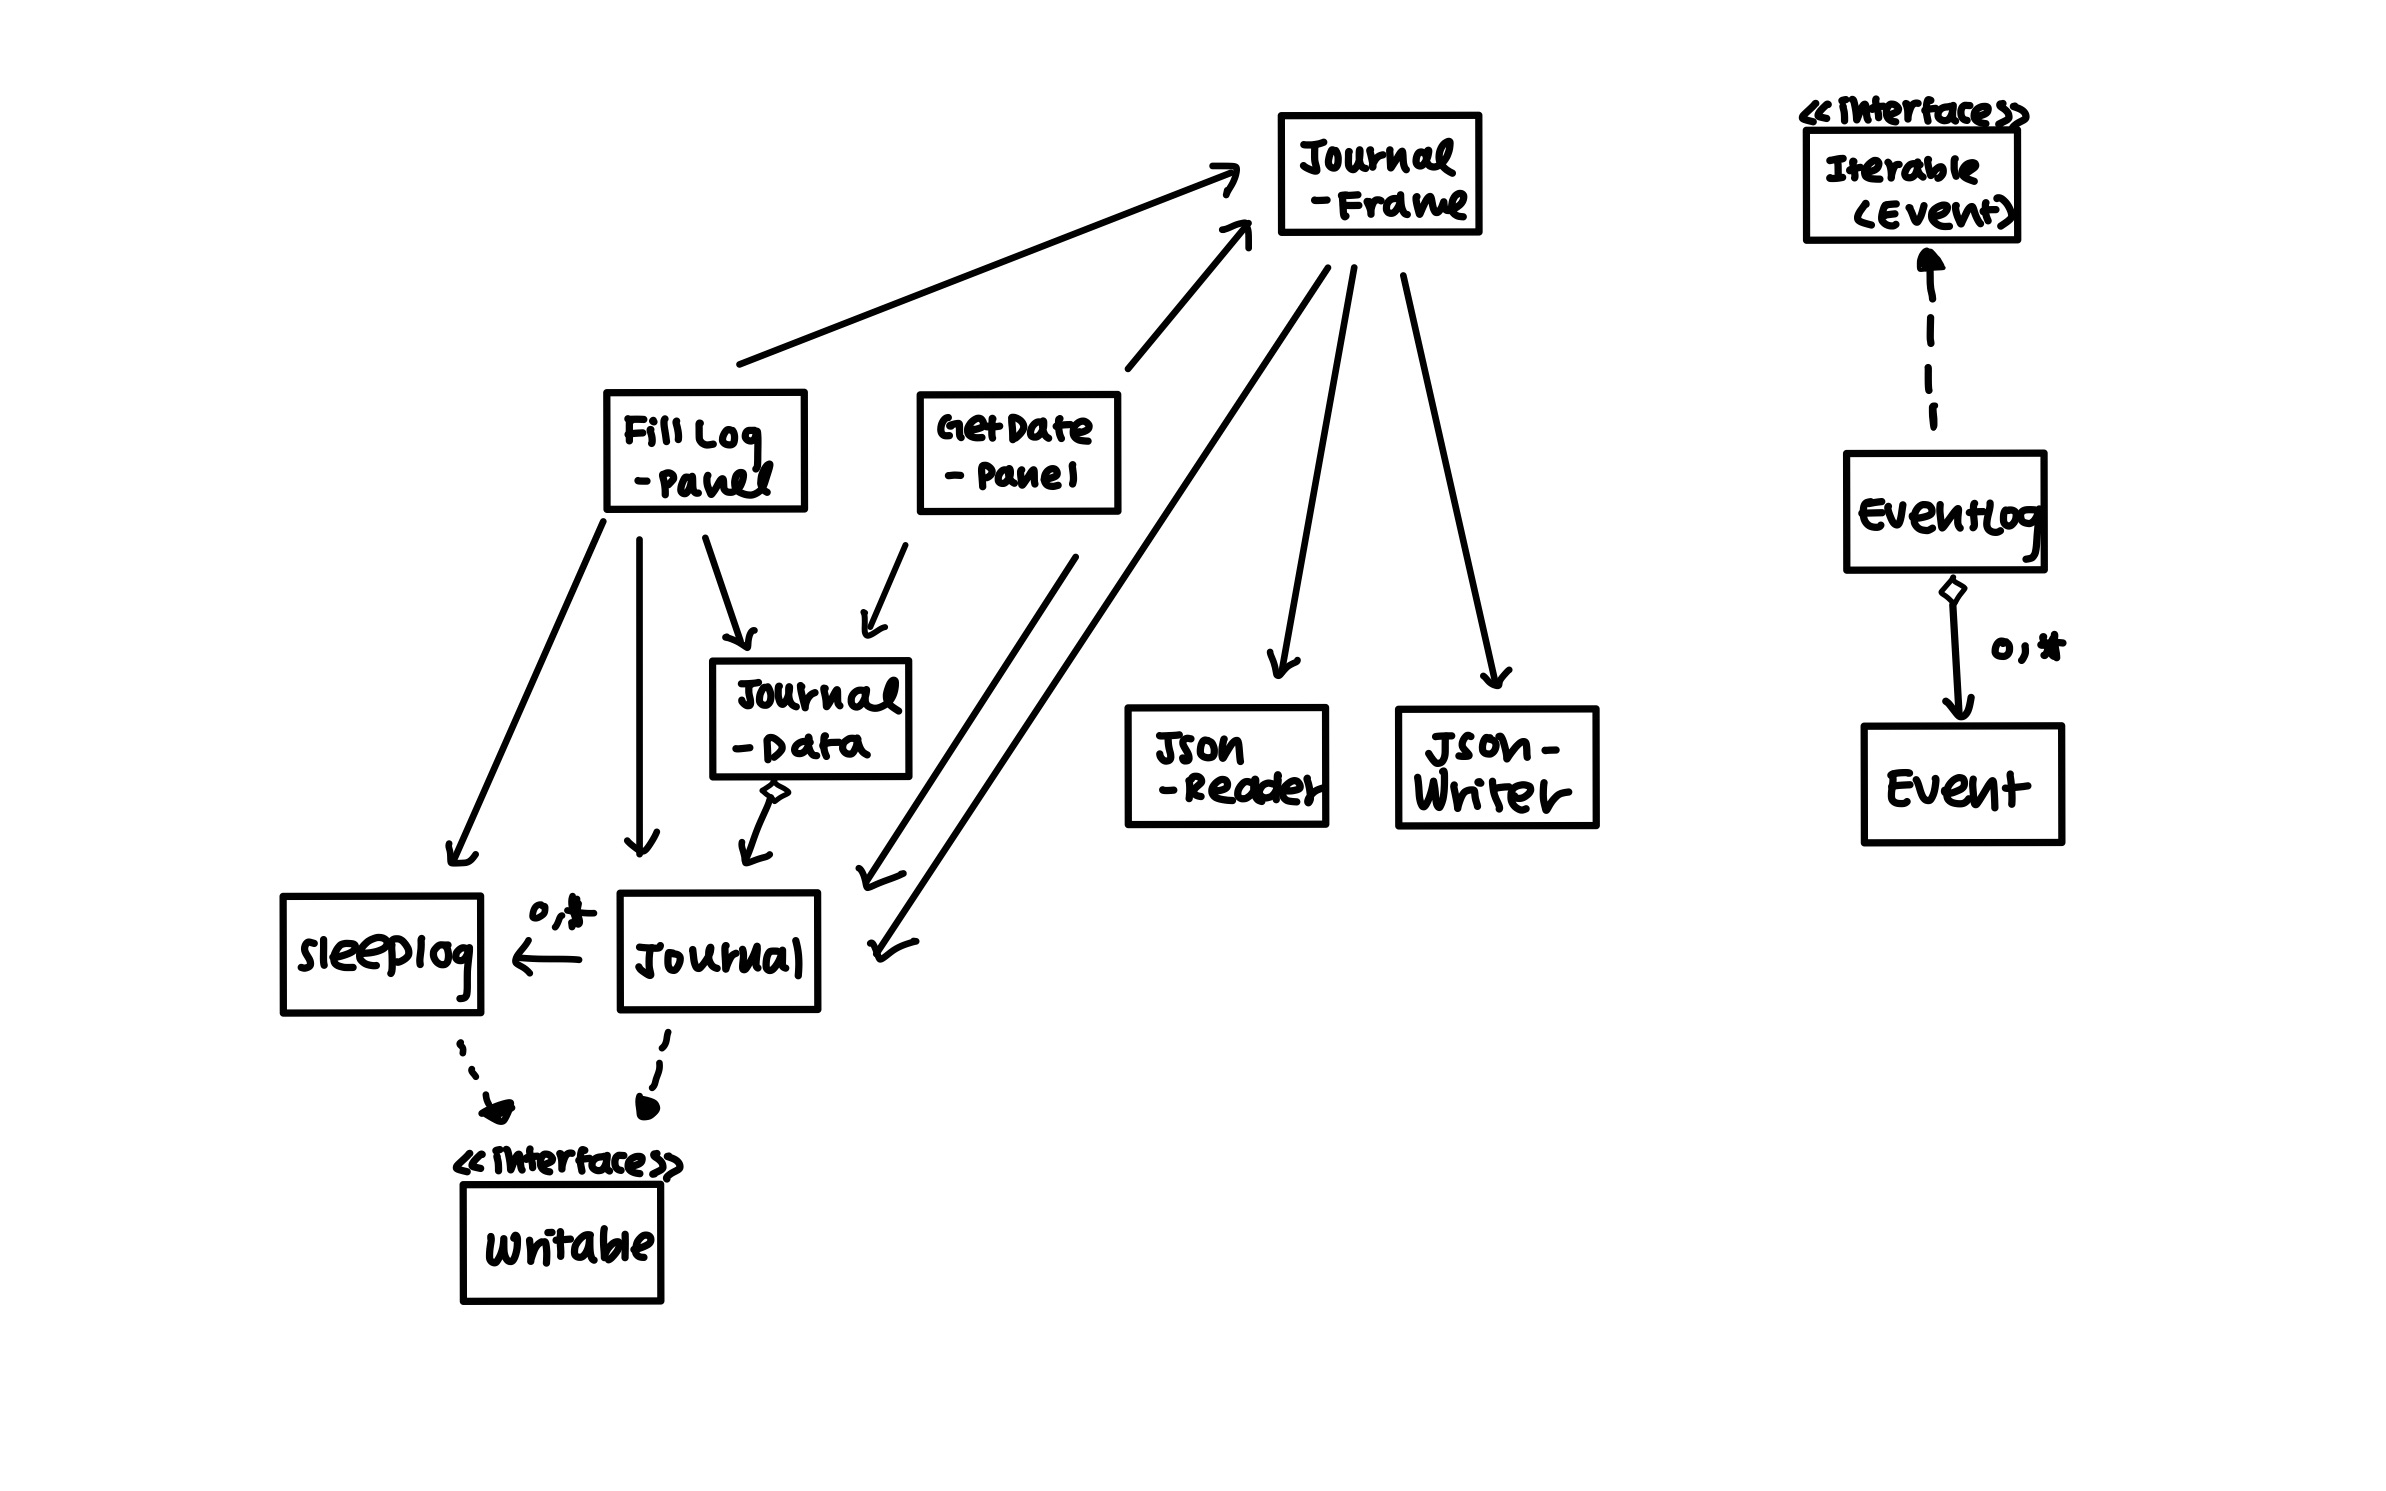 <<interface>>
Iterable
<Event>
Journal
-Frame
Fill Log
-panel
GetDate
-panel
Eventlog
0,*
Journal
-Data
Json
-Reader
Json-
Writer
Event
0,*
Sleeplog
Journal
<<interface>>
writable